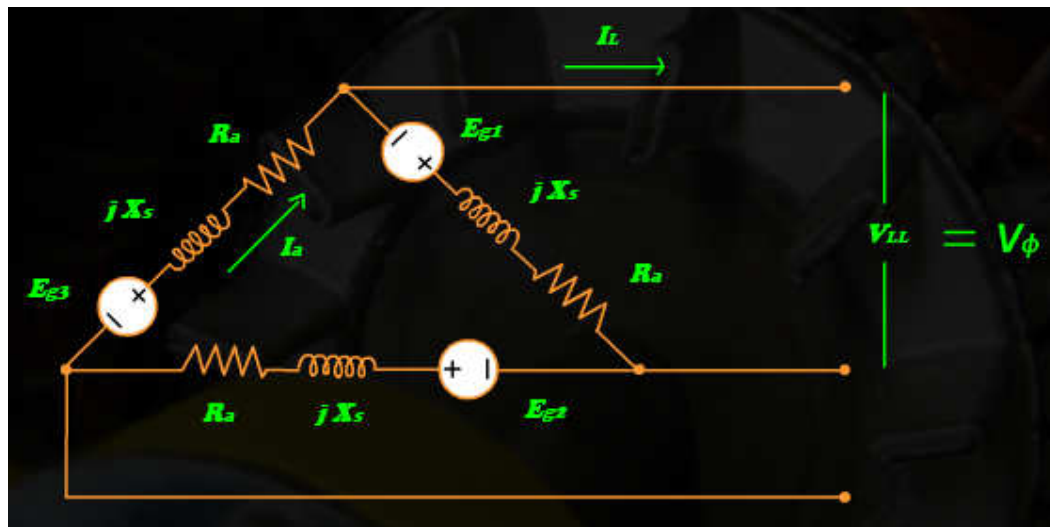 IL
Ra
Eg1
j Xs
j Xs
VLL = Vϕ
Ia
Ra
Eg3
+
Eg2
Ra
j Xs